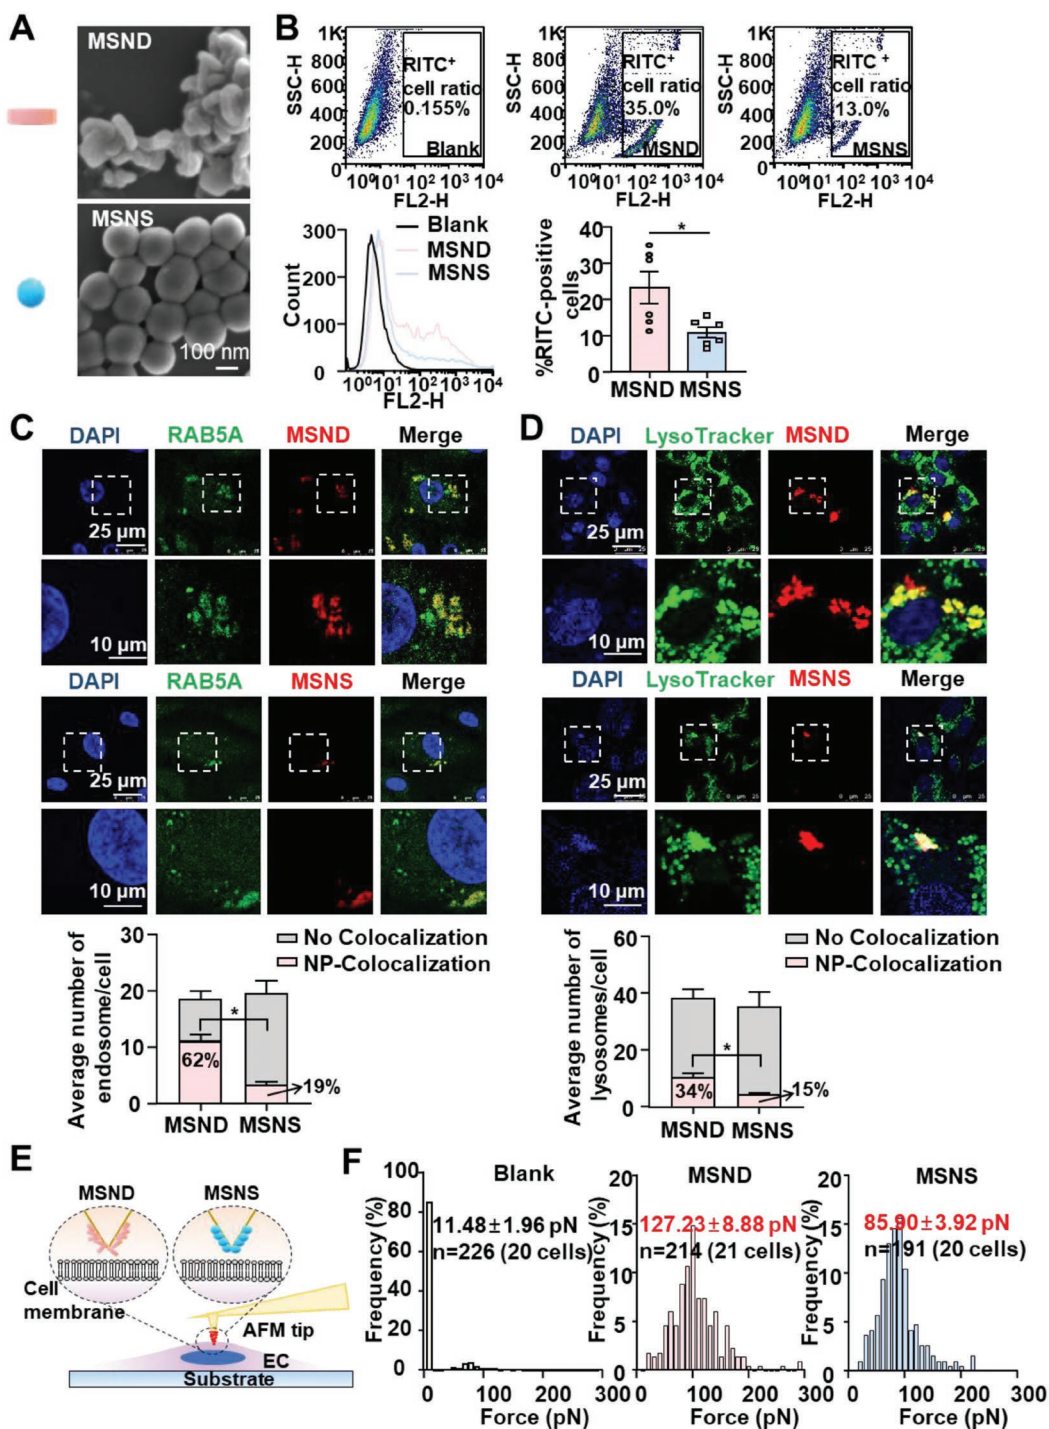 A
MSND
MSNS
100 nm
B
SSC-H
1K
800
600
400
200
0
RITC⁺
cell ratio
0.155%
Blank
10⁰10¹ 10² 10³ 10⁴
FL2-H
SSC-H
1K
800
600
400
200
0
RITC⁺
cell ratio
35.0%
MSND
10⁰10¹ 10² 10³ 10⁴
FL2-H
SSC-H
1K
800
600
400
200
0
RITC⁺
cell ratio
13.0%
MSNS
10⁰10¹ 10² 10³ 10⁴
FL2-H
Count
300
200
100
0
Blank
MSND
MSNS
10⁰10¹ 10² 10³ 10⁴
FL2-H
%RITC-positive
cells
40
30
20
10
0
*
MSND MSNS
C
DAPI RAB5A MSND Merge
25 µm
10 µm
DAPI RAB5A MSNS Merge
25 µm
10 µm
Average number of
endosome/cell
30
20
10
0
No Colocalization
NP-Colocalization
*
62%
19%
MSND MSNS
D
DAPI LysoTracker MSND Merge
25 µm
10 µm
DAPI LysoTracker MSNS Merge
25 µm
10 µm
Average number of
lysosomes/cell
60
40
20
0
No Colocalization
NP-Colocalization
*
34%
15%
MSND MSNS
E
MSND MSNS
Cell
membrane
AFM tip
EC
Substrate
F
Blank
Frequency (%)
100
80
60
40
20
0
11.48±1.96 pN
n=226 (20 cells)
0 100 200 300
Force (pN)
MSND
Frequency (%)
20
15
10
5
0
127.23±8.88 pN
n=214 (21 cells)
0 100 200 300
Force (pN)
MSNS
Frequency (%)
20
15
10
5
0
85.90±3.92 pN
n=191 (20 cells)
0 100 200 300
Force (pN)